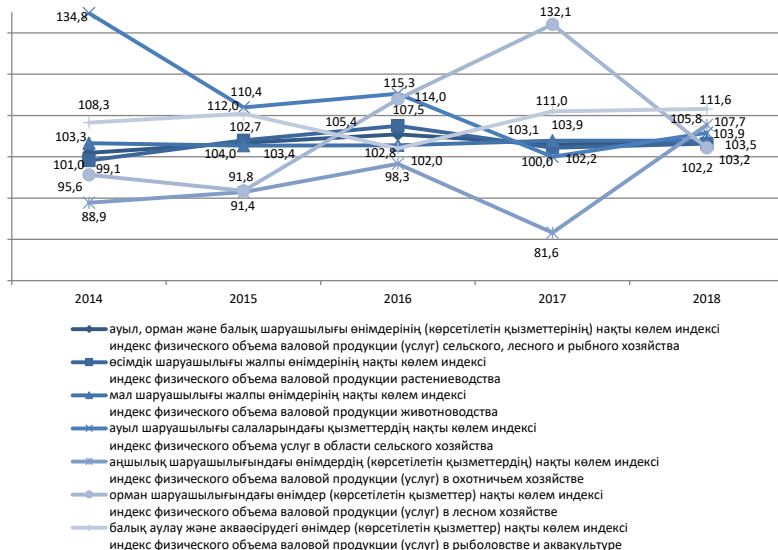 134,8
132,1
110,4
115,3
114,0
108,3
112,0
105,4
107,5
111,0
111,6
103,3
102,7
103,1
103,9
105,8
107,7
103,9
103,5
101,0
99,1
104,0
103,4
102,8
102,0
100,0
102,2
102,2
103,2
95,6
91,8
98,3
88,9
91,4
81,6
2014 2015 2016 2017 2018
ауыл, орман және балық шаруашылығы өнімдерінің (көрсетілетін қызметтерінің) нақты көлем индексі
индекс физического объема валовой продукции (услуг) сельского, лесного и рыбного хозяйства
өсімдік шаруашылығы жалпы өнімдерінің нақты көлем индексі
индекс физического объема валовой продукции растениеводства
мал шаруашылығы жалпы өнімдерінің нақты көлем индексі
индекс физического объема валовой продукции животноводства
ауыл шаруашылығы салаларындағы қызметтердің нақты көлем индексі
индекс физического объема услуг в области сельского хозяйства
аңшылық шаруашылығындағы өнімдердің (көрсетілетін қызметтердің) нақты көлем индексі
индекс физического объема валовой продукции (услуг) в охотничьем хозяйстве
орман шаруашылығындағы өнімдер (көрсетілетін қызметтер) нақты көлем индексі
индекс физического объема валовой продукции (услуг) в лесном хозяйстве
балық аулау және акваөсірудегі өнімдер (көрсетілетін қызметтер) нақты көлем индексі
индекс физического объема валовой продукции (услуг) в рыболовстве и аквакультуре